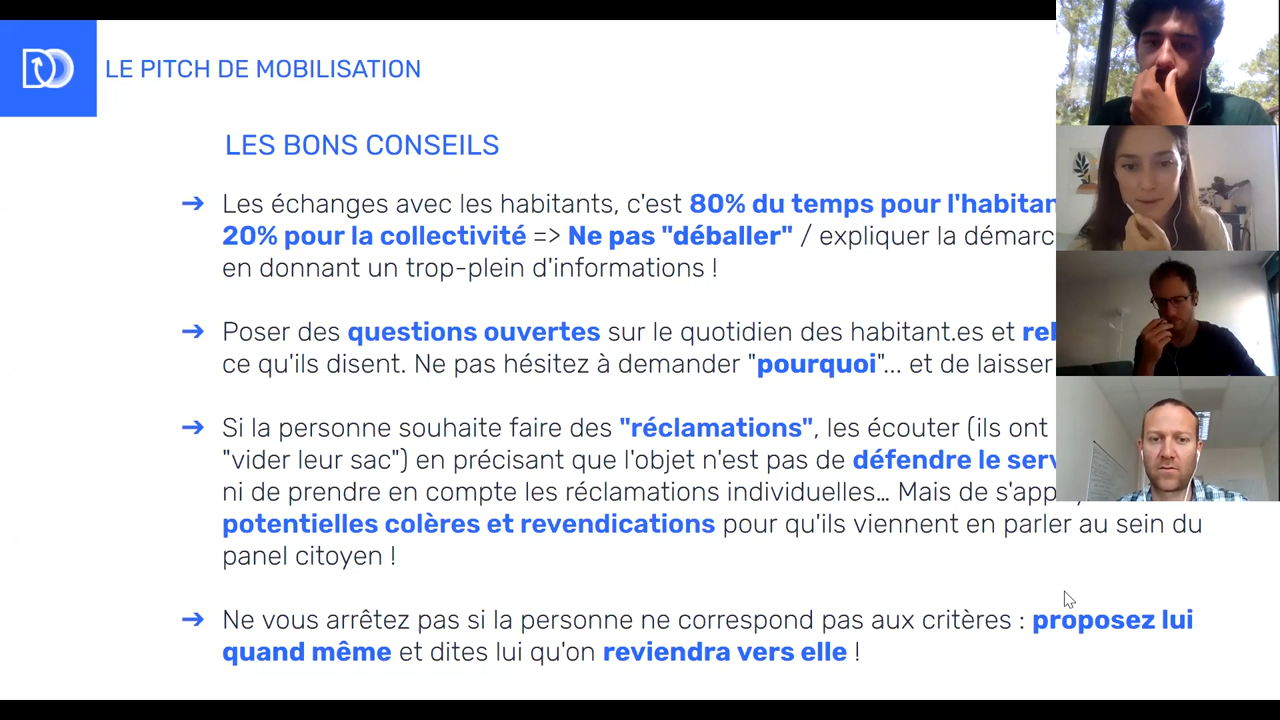 LE PITCH DE MOBILISATION
LES BONS CONSEILS
➔ Les échanges avec les habitants, c'est 80% du temps pour
20% pour la collectivité => Ne pas "déballer" / expliquer la
en donnant un trop-plein d'informations !
➔ Poser des questions ouvertes sur le quotidien des habitant.es et
ce qu'ils disent. Ne pas hésitez à demander "pourquoi"... et de laisser
➔ Si la personne souhaite faire des "réclamations", les écouter (ils ont
"vider leur sac") en précisant que l'objet n'est pas de défendre le
ni de prendre en compte les réclamations individuelles... Mais de
potentielles colères et revendications pour qu'ils viennent en parler au sein du
panel citoyen !
➔ Ne vous arrêtez pas si la personne ne correspond pas aux critères : proposez lui
quand même et dites lui qu'on reviendra vers elle !